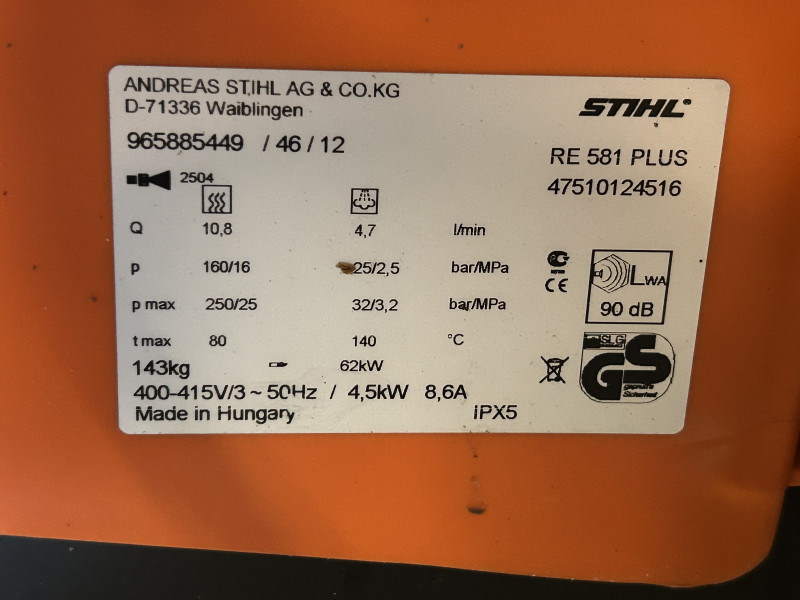 ANDREAS STIHL AG & CO.KG
D-71336 Waiblingen
STIHL®
965885449 / 46 / 12
RE 581 PLUS
47510124516
2504
Q 10,8 4,7 l/min
p 160/16 25/2,5 bar/MPa
p max 250/25 32/3,2 bar/MPa
t max 80 140 °C
CE
LWA
90 dB
143kg 62kW
400-415V/3 ~ 50Hz / 4,5kW 8,6A
Made in Hungary IPX5
SLG
GS
geprüfte
Sicherheit